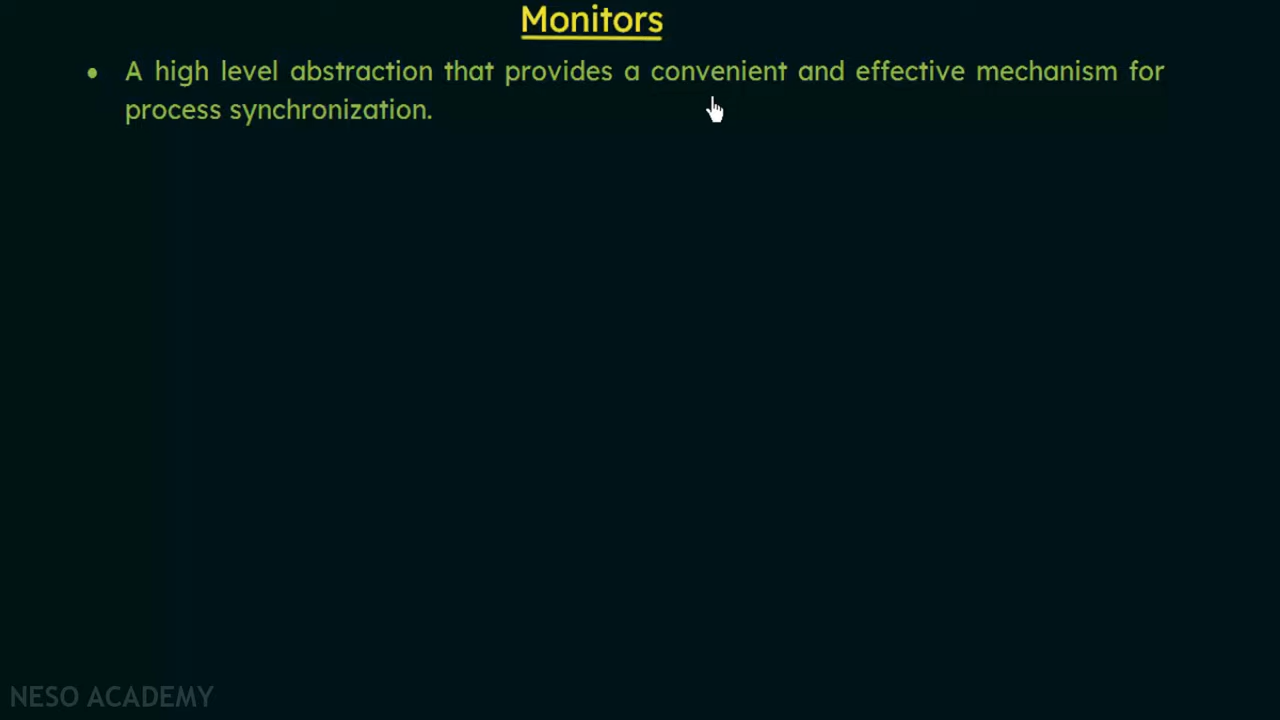 Monitors
• A high level abstraction that provides a convenient and effective mechanism for
process synchronization.
NESO ACADEMY